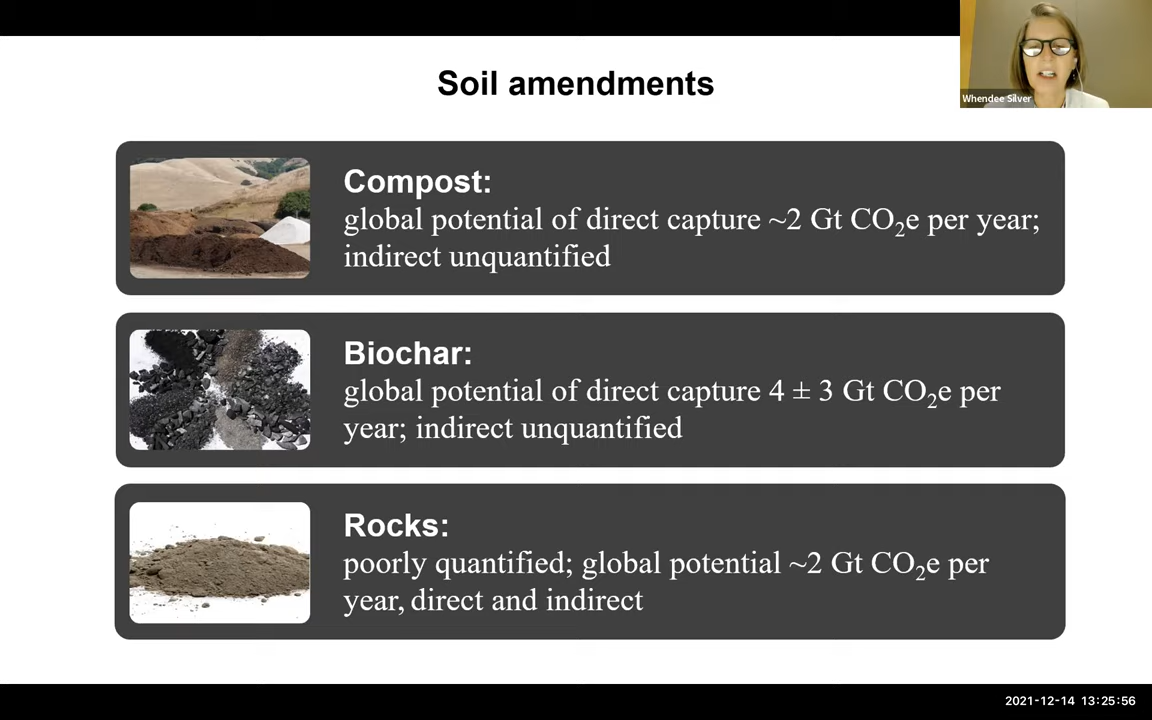 Soil amendments
Whendee Silver
Compost:
global potential of direct capture ~2 Gt CO₂e per year;
indirect unquantified
Biochar:
global potential of direct capture 4 ± 3 Gt CO₂e per
year; indirect unquantified
Rocks:
poorly quantified; global potential ~2 Gt CO₂e per
year, direct and indirect
2021-12-14 13:25:56